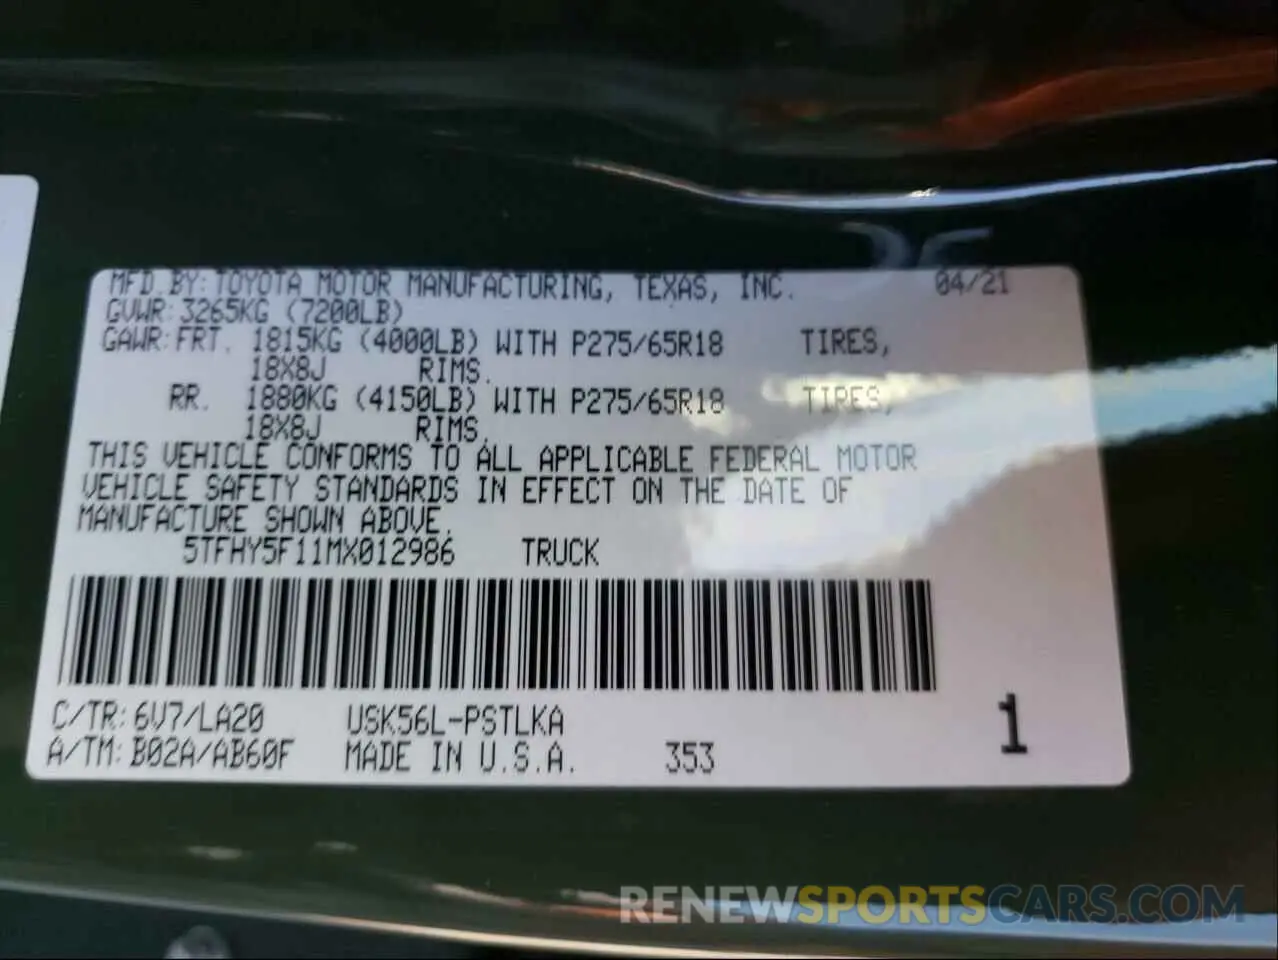 MFD. BY: TOYOTA MOTOR MANUFACTURING, TEXAS, INC. 04/21
GVWR: 3265KG (7200LB)
GAWR: FRT. 1815KG (4000LB) WITH P275/65R18 TIRES,
18X8J RIMS.
RR. 1880KG (4150LB) WITH P275/65R18 TIRES,
18X8J RIMS.
THIS VEHICLE CONFORMS TO ALL APPLICABLE FEDERAL MOTOR
VEHICLE SAFETY STANDARDS IN EFFECT ON THE DATE OF
MANUFACTURE SHOWN ABOVE.
5TFHY5F11MX012986 TRUCK
C/TR: 6V7/LA20 USK56L-PSTLKA 1
A/TM: B02A/AB60F MADE IN U.S.A. 353
RENEWSPORTSCARS.COM